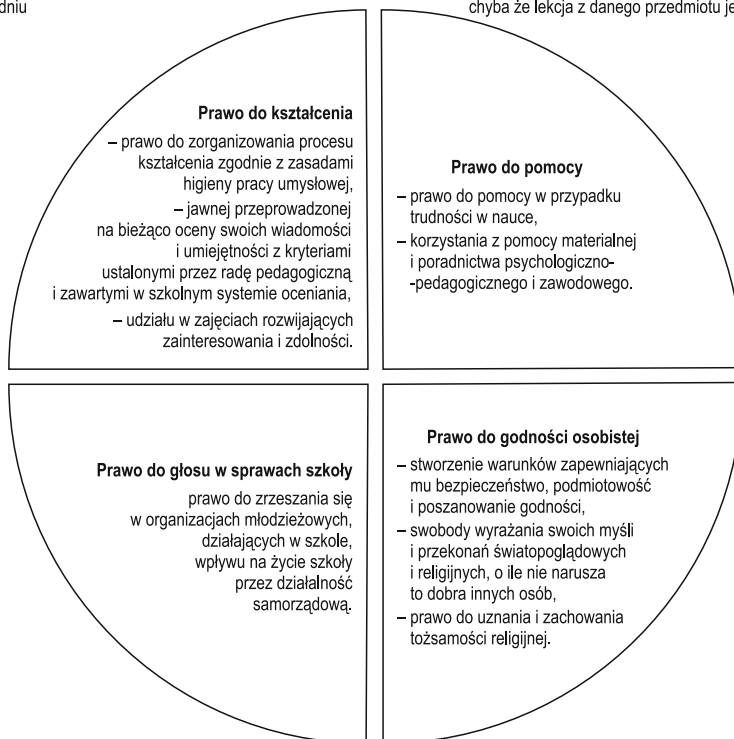 dniu
chyba że lekcja z danego przedmiotu je
Prawo do kształcenia
– prawo do zorganizowania procesu
kształcenia zgodnie z zasadami
higieny pracy umysłowej,
– jawnej przeprowadzonej
na bieżąco oceny swoich wiadomości
i umiejętności z kryteriami
ustalonymi przez radę pedagogiczną
i zawartymi w szkolnym systemie oceniania,
– udziału w zajęciach rozwijających
zainteresowania i zdolności.
Prawo do pomocy
– prawo do pomocy w przypadku
trudności w nauce,
– korzystania z pomocy materialnej
i poradnictwa psychologiczno-
-pedagogicznego i zawodowego.
Prawo do głosu w sprawach szkoły
prawo do zrzeszania się
w organizacjach młodzieżowych,
działających w szkole,
wpływu na życie szkoły
przez działalność
samorządową.
Prawo do godności osobistej
– stworzenie warunków zapewniających
mu bezpieczeństwo, podmiotowość
i poszanowanie godności,
– swobody wyrażania swoich myśli
i przekonań światopoglądowych
i religijnych, o ile nie narusza
to dobra innych osób,
– prawo do uznania i zachowania
tożsamości religijnej.